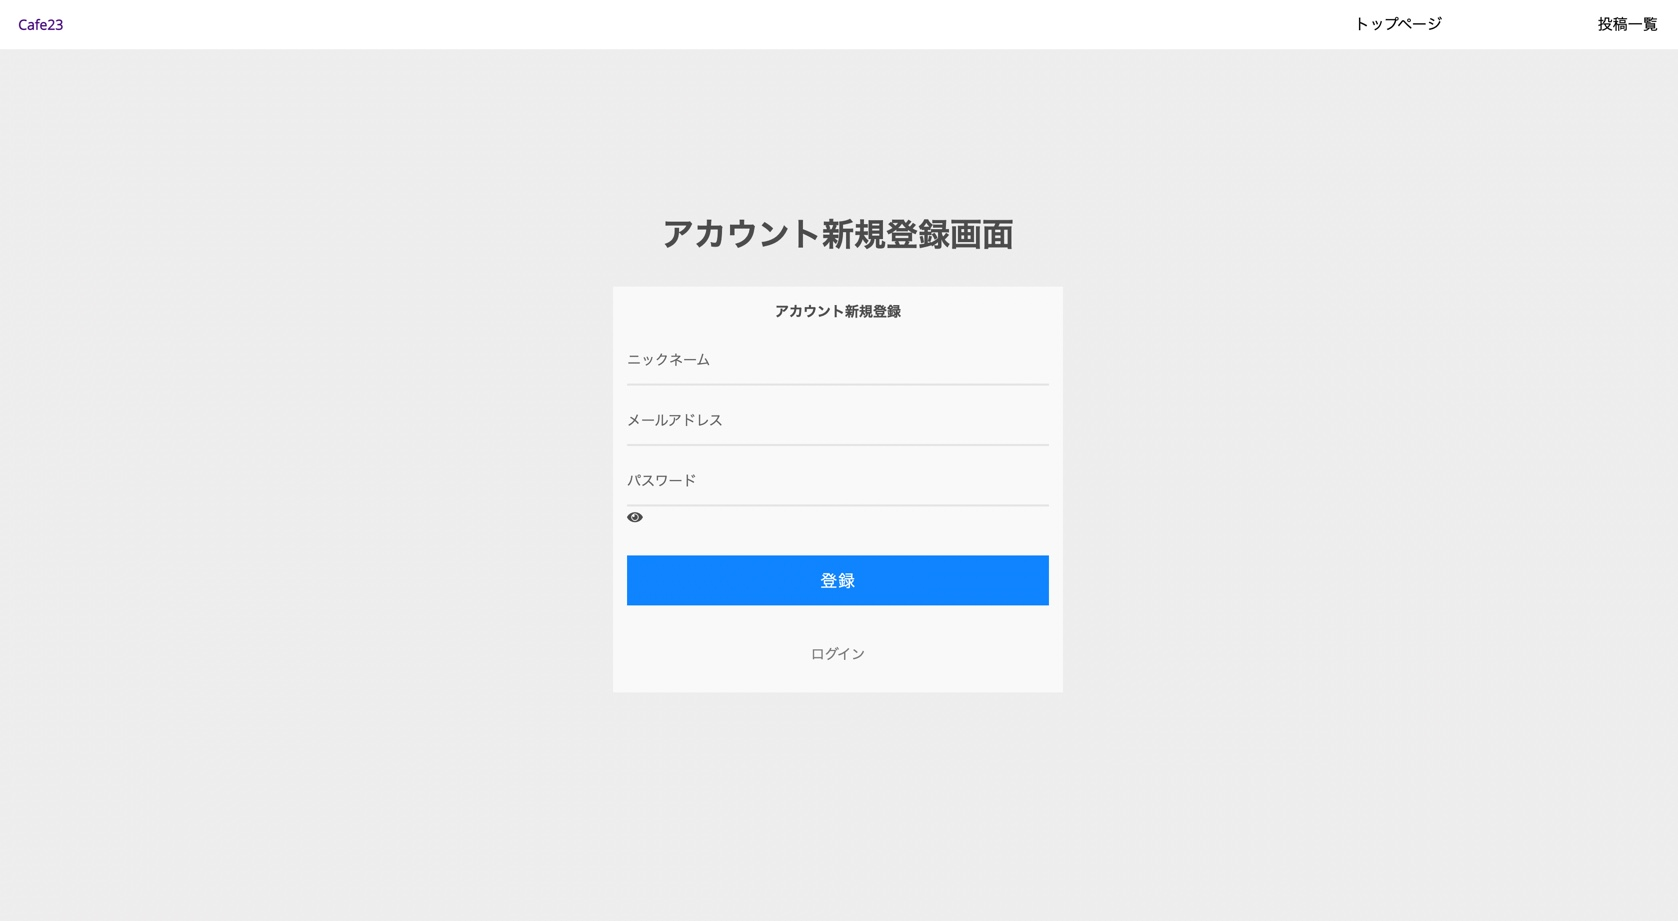 Cafe23
トップページ
投稿一覧
アカウント新規登録画面
アカウント新規登録
ニックネーム
メールアドレス
パスワード
登録
ログイン